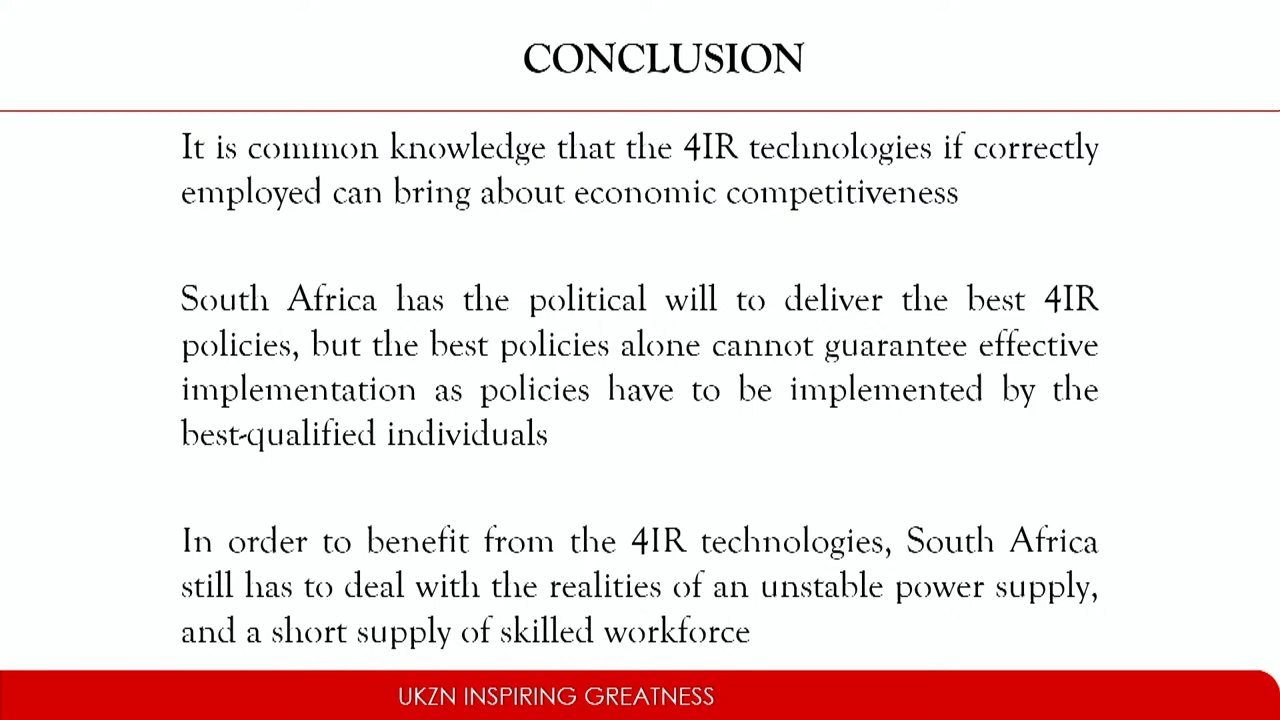 CONCLUSION
It is common knowledge that the 4IR technologies if correctly
employed can bring about economic competitiveness
South Africa has the political will to deliver the best 4IR
policies, but the best policies alone cannot guarantee effective
implementation as policies have to be implemented by the
best-qualified individuals
In order to benefit from the 4IR technologies, South Africa
still has to deal with the realities of an unstable power supply,
and a short supply of skilled workforce
UKZN INSPIRING GREATNESS